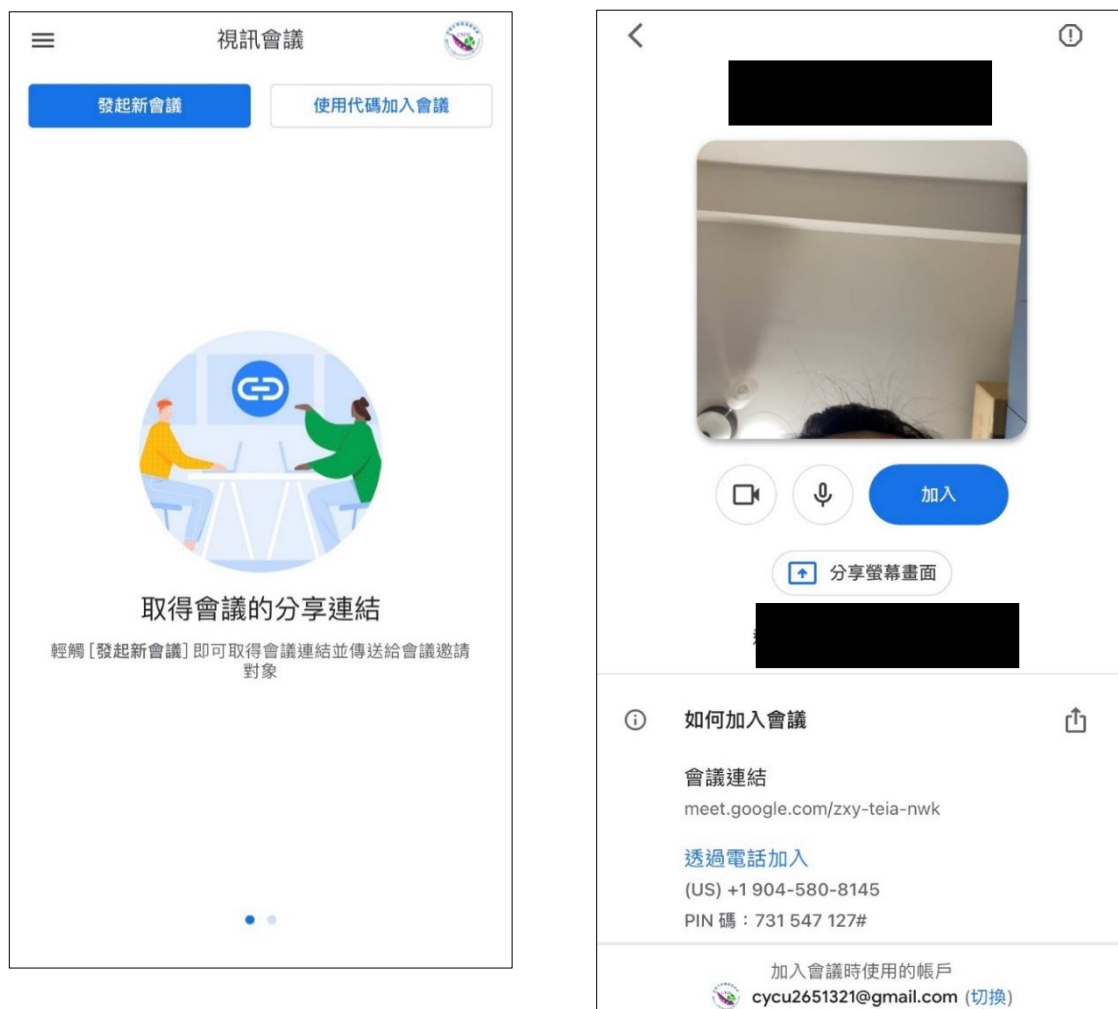 視訊會議
發起新會議
使用代碼加入會議
取得會議的分享連結
輕觸 [發起新會議] 即可取得會議連結並傳送給會議邀請
對象
加入
分享螢幕畫面
如何加入會議
會議連結
meet.google.com/zxy-teia-nwk
透過電話加入
(US) +1 904-580-8145
PIN 碼：731 547 127#
加入會議時使用的帳戶
cycu2651321@gmail.com (切換)